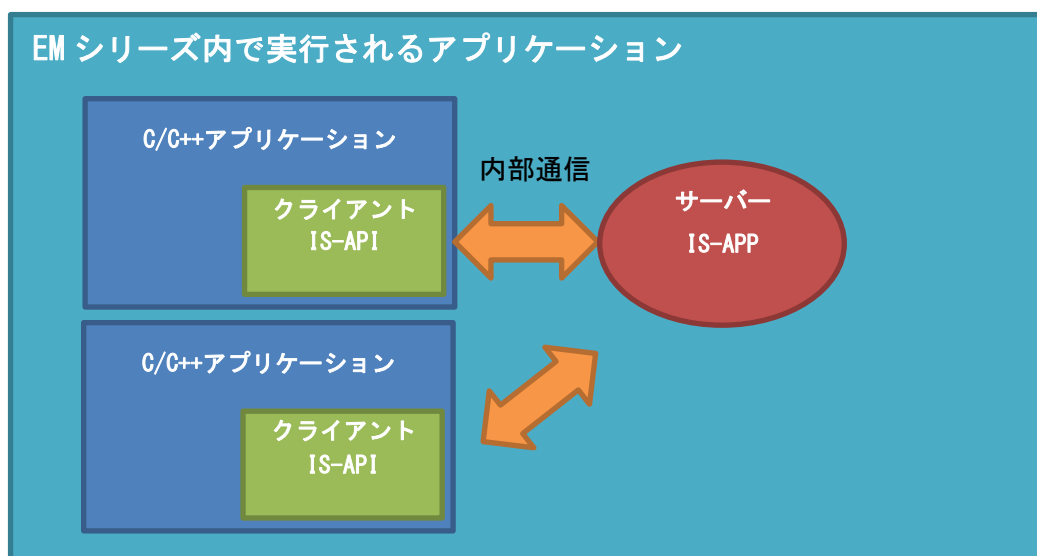 EM シリーズ内で実行されるアプリケーション
C/C++アプリケーション
クライアント
IS-API
内部通信
サーバー
IS-APP
C/C++アプリケーション
クライアント
IS-API